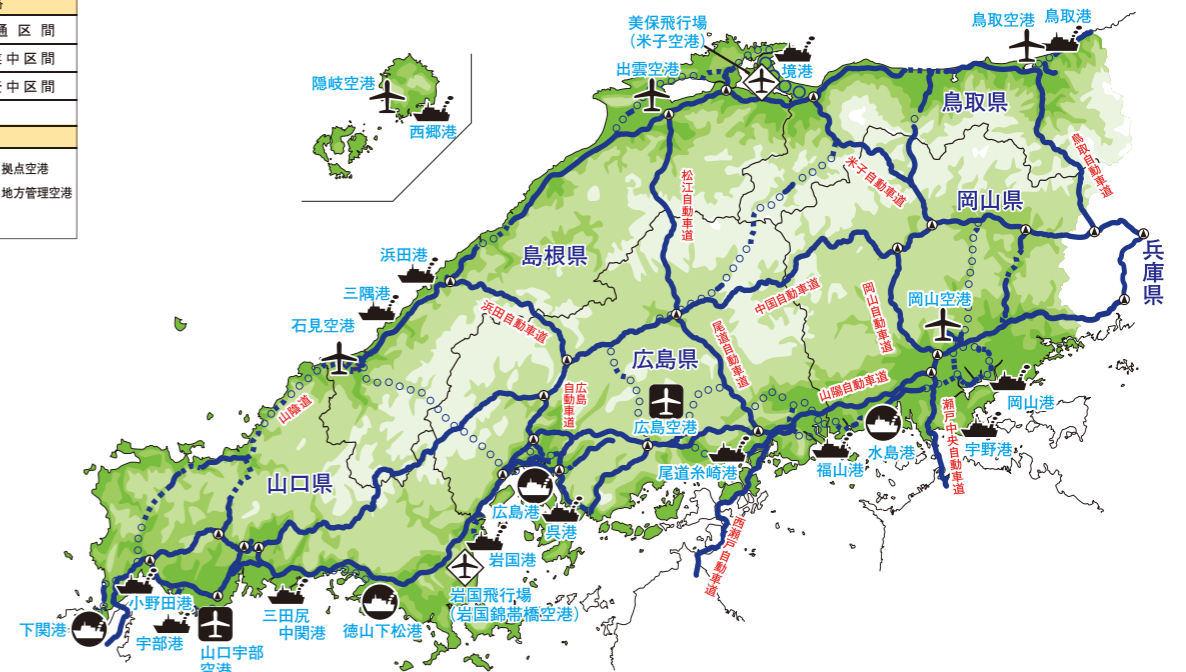 通区間
中区間
中区間
拠点空港
地方管理空港
隠岐空港
西郷港
美保飛行場
(米子空港)
境港
出雲空港
鳥取空港
鳥取港
鳥取県
鳥取自動車道
米子自動車道
松江自動車道
岡山県
島根県
浜田港
三隅港
石見空港
浜田自動車道
中国自動車道
岡山自動車道
岡山空港
兵庫県
尾道自動車道
広島県
広島
自動車道
広島空港
山陽自動車道
山陰道
岡山港
瀬戸中央自動車道
宇野港
水島港
福山港
尾道糸崎港
山口県
広島港
呉港
西瀬戸自動車道
岩国港
岩国飛行場
(岩国錦帯橋空港)
小野田港
下関港
宇部港
山口宇部
空港
三田尻
中関港
徳山下松港